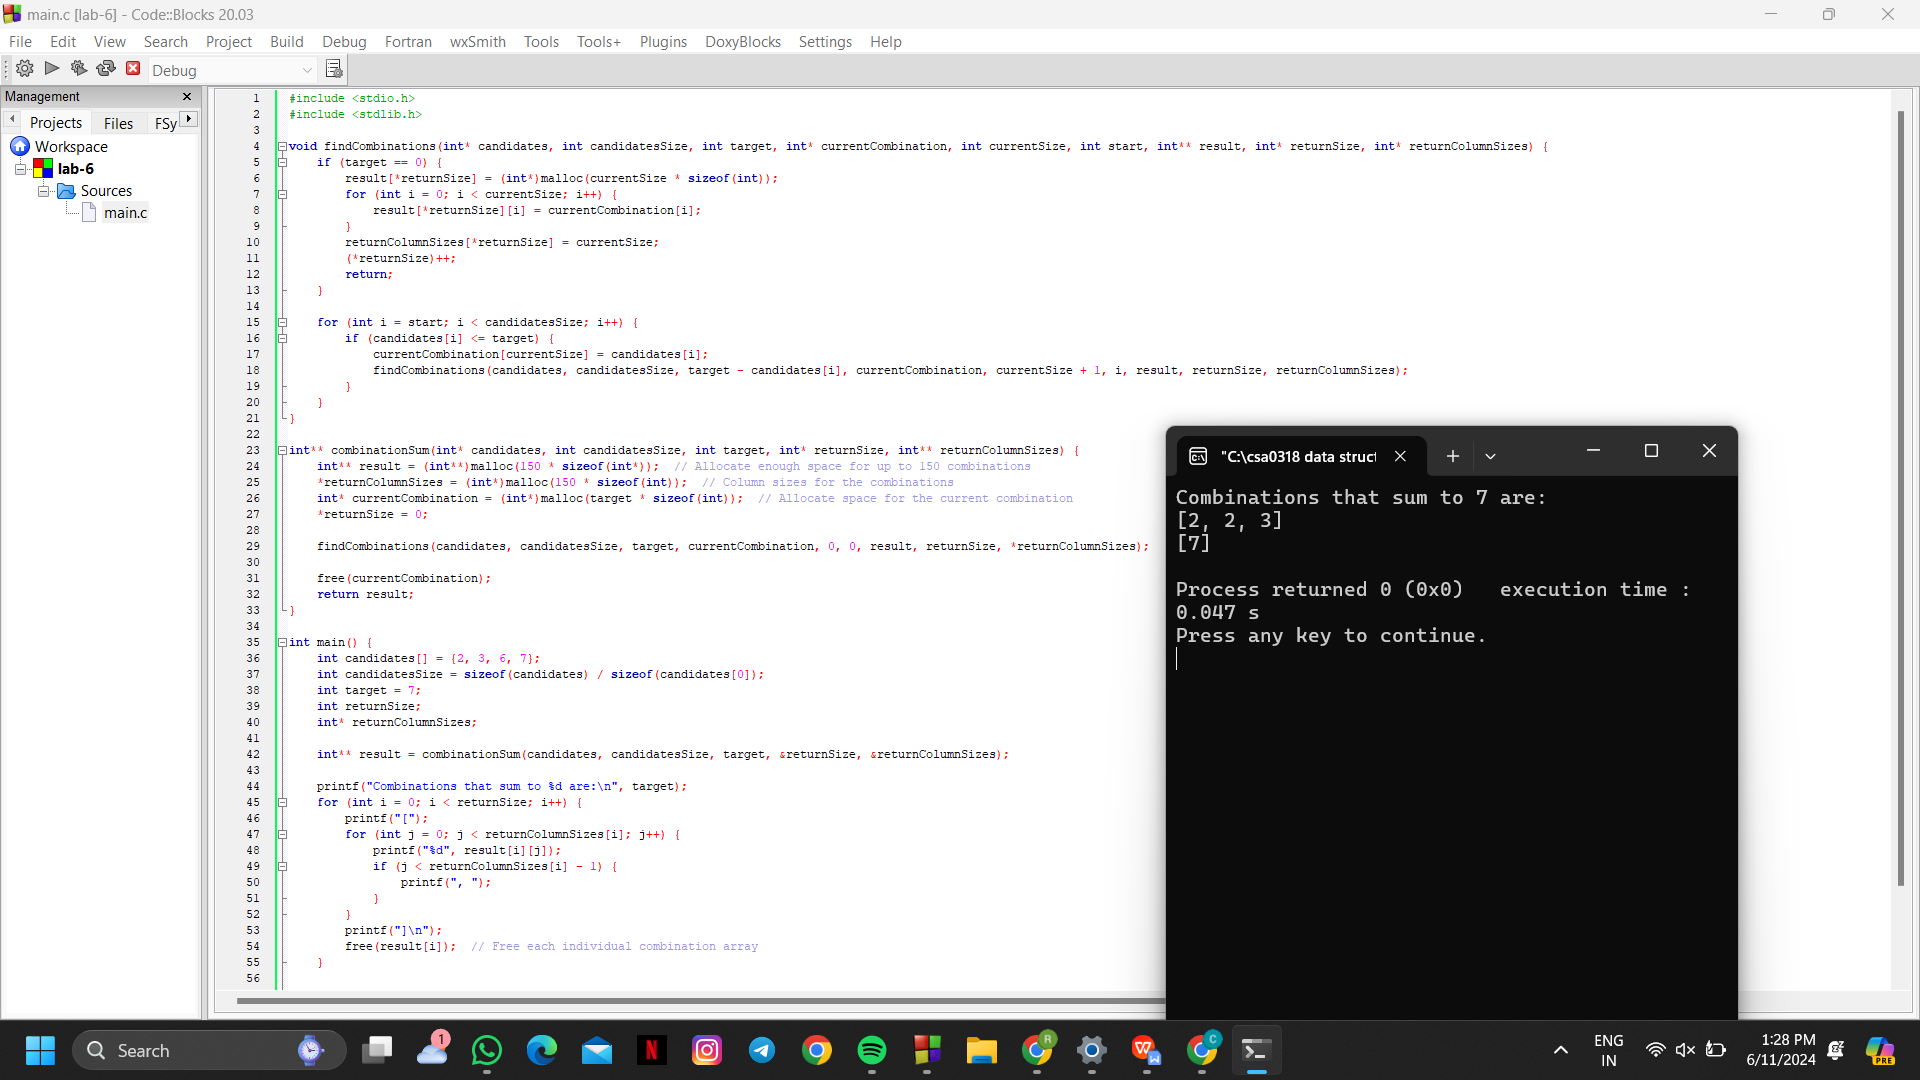 main.c [lab-6] - Code::Blocks 20.03
File Edit View Search Project Build Debug Fortran wxSmith Tools Tools+ Plugins DoxyBlocks Settings Help
Debug
Management
Projects Files FSy
Workspace
lab-6
Sources
main.c
1 #include <stdio.h>
2 #include <stdlib.h>
3
4 void findCombinations(int* candidates, int candidatesSize, int target, int* currentCombination, int currentSize, int start, int** result, int* returnSize, int* returnColumnSizes) {
5 if (target == 0) {
6 result[*returnSize] = (int*)malloc(currentSize * sizeof(int));
7 for (int i = 0; i < currentSize; i++) {
8 result[*returnSize][i] = currentCombination[i];
9 }
10 returnColumnSizes[*returnSize] = currentSize;
11 (*returnSize)++;
12 return;
13 }
14
15 for (int i = start; i < candidatesSize; i++) {
16 if (candidates[i] <= target) {
17 currentCombination[currentSize] = candidates[i];
18 findCombinations(candidates, candidatesSize, target - candidates[i], currentCombination, currentSize + 1, i, result, returnSize, returnColumnSizes);
19 }
20 }
21 }
22
23 int** combinationSum(int* candidates, int candidatesSize, int target, int* returnSize, int** returnColumnSizes) {
24 int** result = (int**)malloc(150 * sizeof(int*)); // Allocate enough space for up to 150 combinations
25 *returnColumnSizes = (int*)malloc(150 * sizeof(int)); // Column sizes for the combinations
26 int* currentCombination = (int*)malloc(target * sizeof(int)); // Allocate space for the current combination
27 *returnSize = 0;
28
29 findCombinations(candidates, candidatesSize, target, currentCombination, 0, 0, result, returnSize, *returnColumnSizes);
30
31 free(currentCombination);
32 return result;
33 }
34
35 int main() {
36 int candidates[] = {2, 3, 6, 7};
37 int candidatesSize = sizeof(candidates) / sizeof(candidates[0]);
38 int target = 7;
39 int returnSize;
40 int* returnColumnSizes;
41
42 int** result = combinationSum(candidates, candidatesSize, target, &returnSize, &returnColumnSizes);
43
44 printf("Combinations that sum to %d are:\n", target);
45 for (int i = 0; i < returnSize; i++) {
46 printf("[");
47 for (int j = 0; j < returnColumnSizes[i]; j++) {
48 printf("%d", result[i][j]);
49 if (j < returnColumnSizes[i] - 1) {
50 printf(", ");
51 }
52 }
53 printf("]\n");
54 free(result[i]); // Free each individual combination array
55 }
56
"C:\csa0318 data struct
Combinations that sum to 7 are:
[2, 2, 3]
[7]
Process returned 0 (0x0) execution time :
0.047 s
Press any key to continue.
Search
1
R
C
ENG
IN
1:28 PM
6/11/2024
PRE